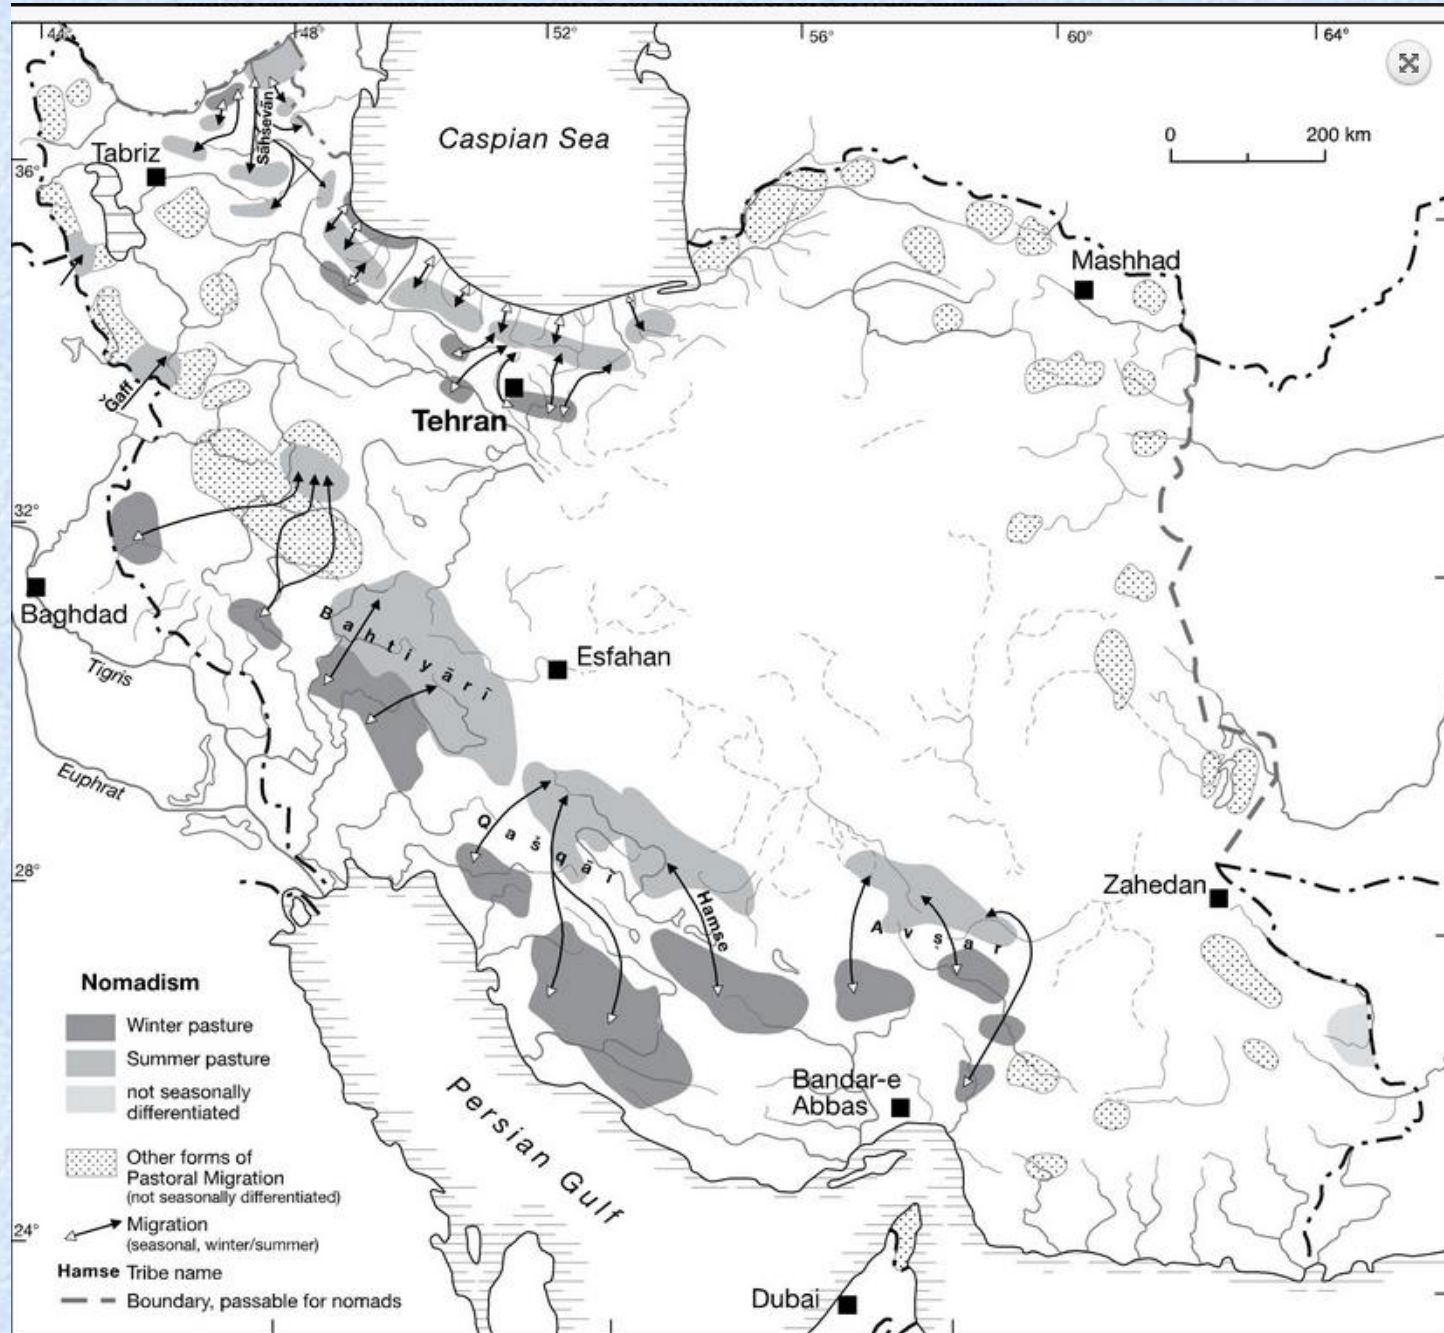 44°
48°
52°
56°
60°
64°
Caspian Sea
0 200 km
Šāhsevān
Tabriz
36°
Mashhad
Ǧaff
Tehran
32°
Baghdad
Bahtiyārī
Esfahan
Tigris
Euphrat
Qašqāī
28°
Hamse
Avšar
Zahedan
Nomadism
Winter pasture
Summer pasture
not seasonally
differentiated
Bandar-e
Abbas
Persian Gulf
Other forms of
Pastoral Migration
(not seasonally differentiated)
Migration
(seasonal, winter/summer)
24°
Hamse Tribe name
Boundary, passable for nomads
Dubai